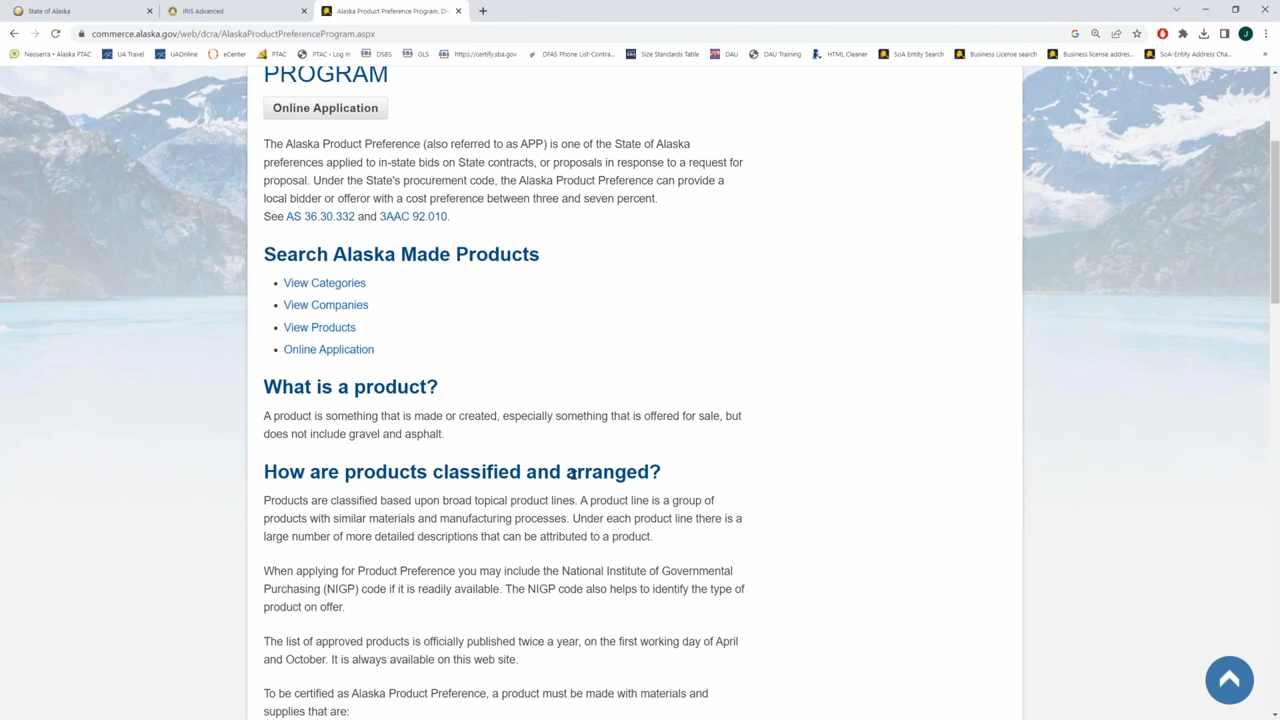 State of Alaska
IRIS Advanced
Alaska Product Preference Program, Di
commerce.alaska.gov/web/dcra/AlaskaProductPreferenceProgram.aspx
Neoserra • Alaska PTAC
UA Travel
UAOnline
eCenter
PTAC
PTAC › Log In
DSBS
GLS
https://certify.sba.gov
DFAS Phone List-Contra...
Size Standards Table
DAU
DAU Training
HTML Cleaner
SoA Entity Search
Business License search
Business license addres...
SoA-Entity Address Cha...
PROGRAM
Online Application
The Alaska Product Preference (also referred to as APP) is one of the State of Alaska
preferences applied to in-state bids on State contracts, or proposals in response to a request for
proposal. Under the State's procurement code, the Alaska Product Preference can provide a
local bidder or offeror with a cost preference between three and seven percent.
See AS 36.30.332 and 3AAC 92.010.
Search Alaska Made Products
• View Categories
• View Companies
• View Products
• Online Application
What is a product?
A product is something that is made or created, especially something that is offered for sale, but
does not include gravel and asphalt.
How are products classified and arranged?
Products are classified based upon broad topical product lines. A product line is a group of
products with similar materials and manufacturing processes. Under each product line there is a
large number of more detailed descriptions that can be attributed to a product.
When applying for Product Preference you may include the National Institute of Governmental
Purchasing (NIGP) code if it is readily available. The NIGP code also helps to identify the type of
product on offer.
The list of approved products is officially published twice a year, on the first working day of April
and October. It is always available on this web site.
To be certified as Alaska Product Preference, a product must be made with materials and
supplies that are: